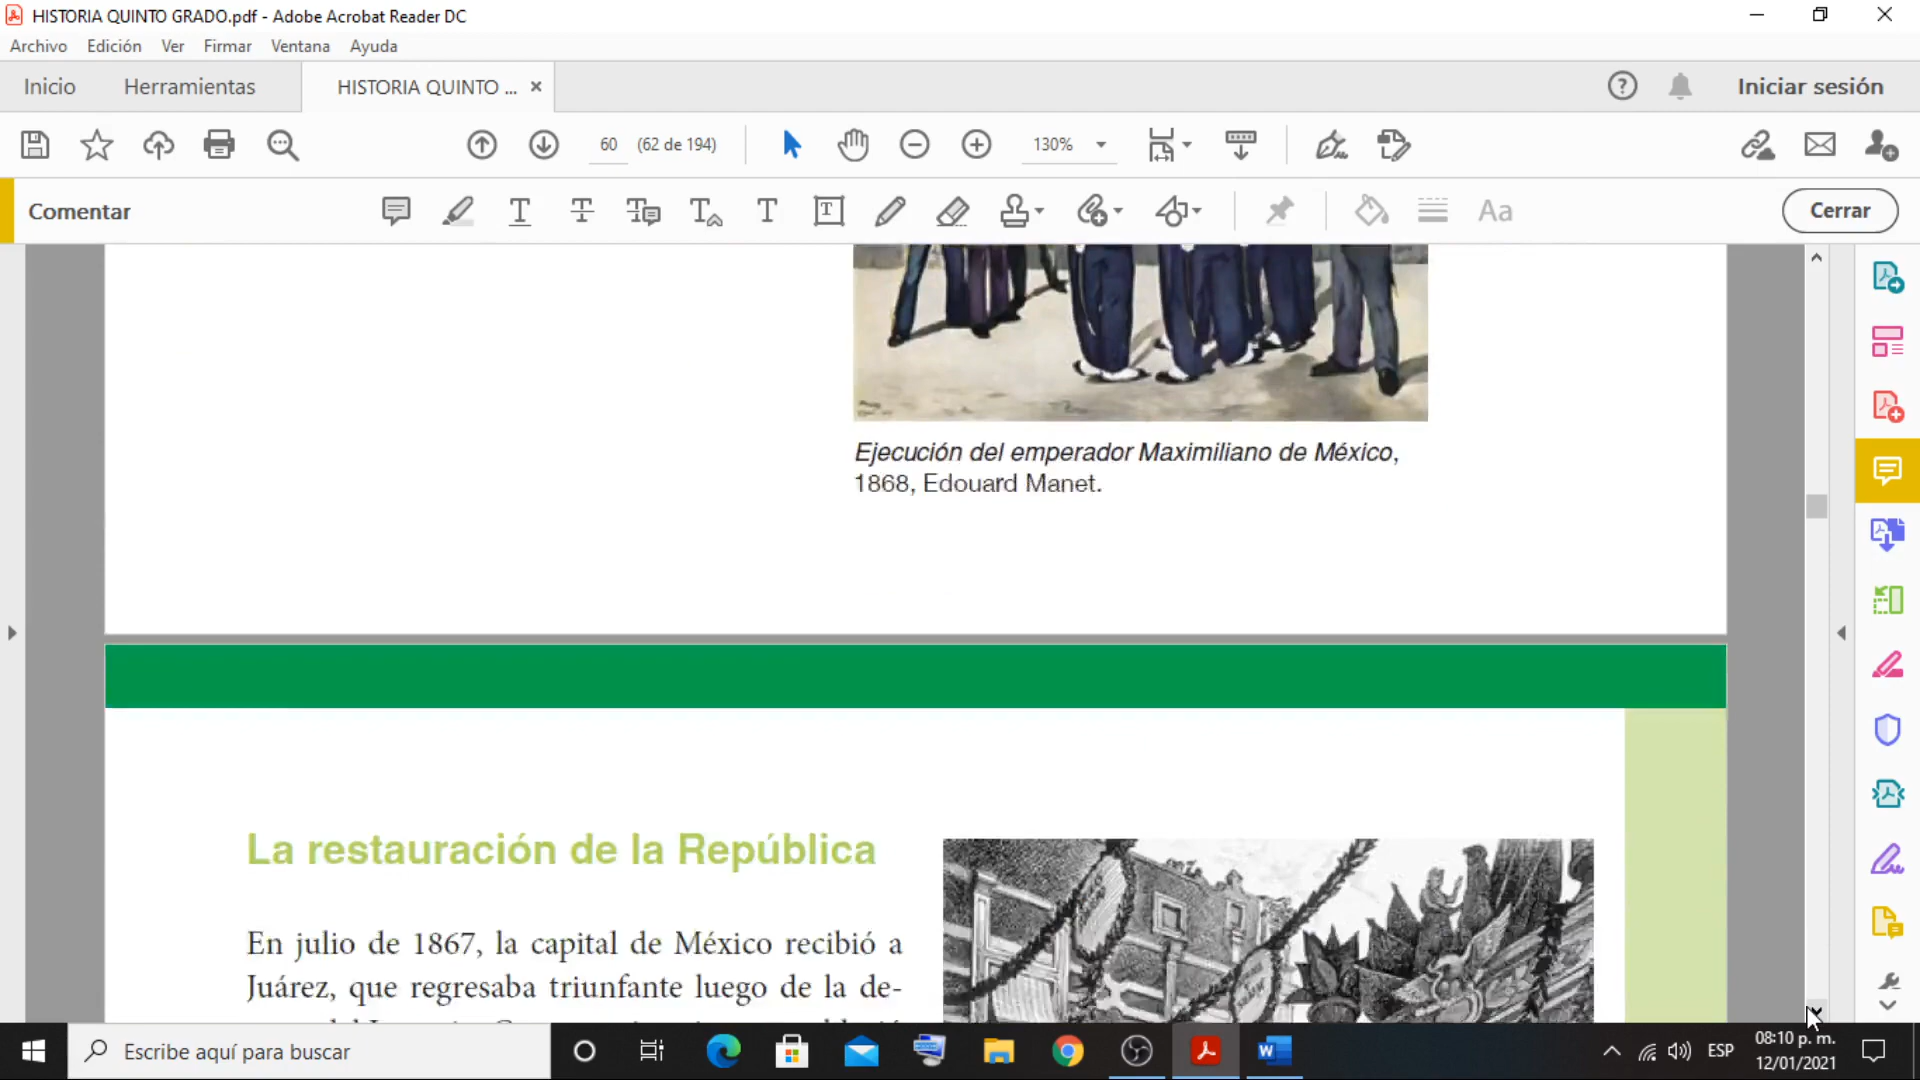 HISTORIA QUINTO GRADO.pdf - Adobe Acrobat Reader DC
Archivo Edición Ver Firmar Ventana Ayuda
Inicio Herramientas HISTORIA QUINTO ... × Iniciar sesión
60 (62 de 194) 130%
Comentar Aa Cerrar
Ejecución del emperador Maximiliano de México,
1868, Edouard Manet.
La restauración de la República
En julio de 1867, la capital de México recibió a
Juárez, que regresaba triunfante luego de la de-
Escribe aquí para buscar ESP 08:10 p. m.
12/01/2021